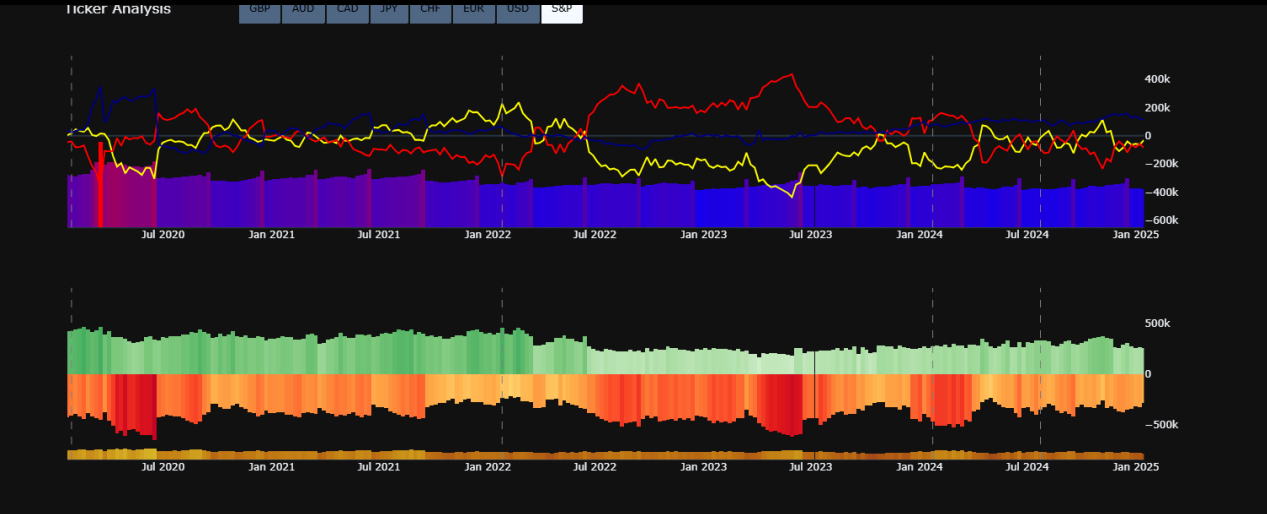 Ticker Analysis
GBP AUD CAD JPY CHF EUR USD S&P
400k
200k
0
−200k
−400k
−600k
Jul 2020 Jan 2021 Jul 2021 Jan 2022 Jul 2022 Jan 2023 Jul 2023 Jan 2024 Jul 2024 Jan 2025
500k
0
−500k
Jul 2020 Jan 2021 Jul 2021 Jan 2022 Jul 2022 Jan 2023 Jul 2023 Jan 2024 Jul 2024 Jan 2025